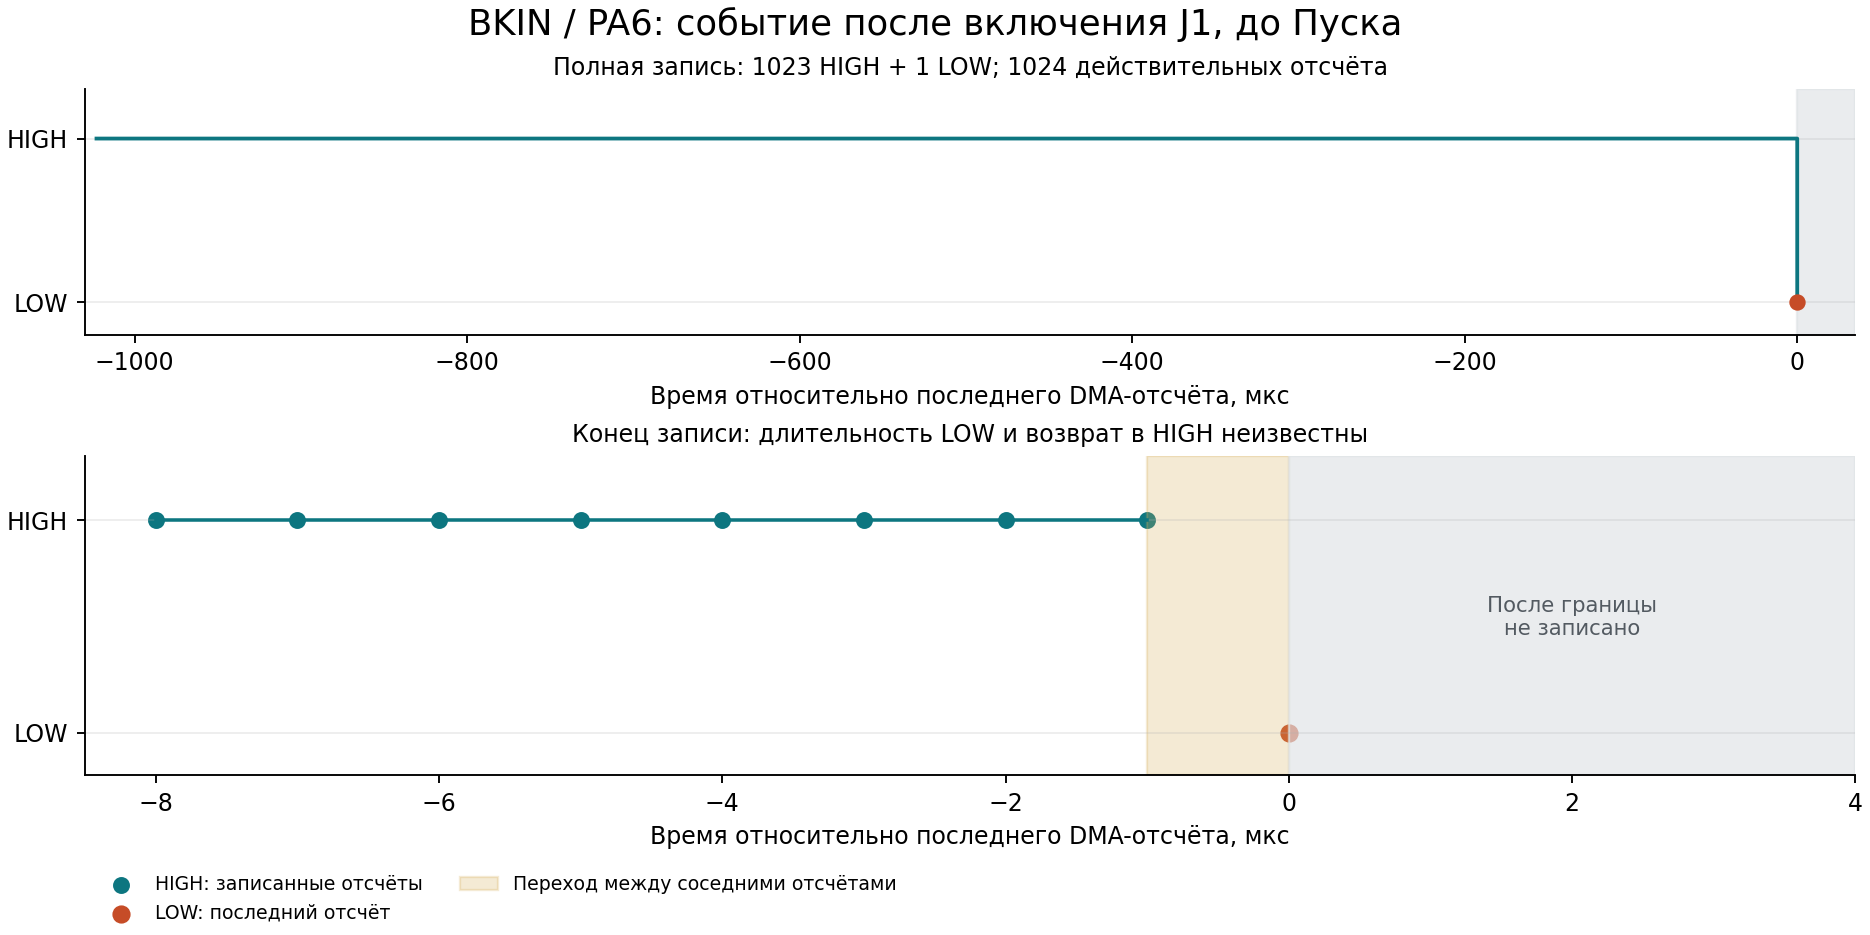 BKIN / PA6: событие после включения J1, до Пуска
Полная запись: 1023 HIGH + 1 LOW; 1024 действительных отсчёта
HIGH
LOW
−1000 −800 −600 −400 −200 0
Время относительно последнего DMA-отсчёта, мкс
Конец записи: длительность LOW и возврат в HIGH неизвестны
HIGH
После границы
не записано
LOW
−8 −6 −4 −2 0 2 4
Время относительно последнего DMA-отсчёта, мкс
HIGH: записанные отсчёты
LOW: последний отсчёт
Переход между соседними отсчётами